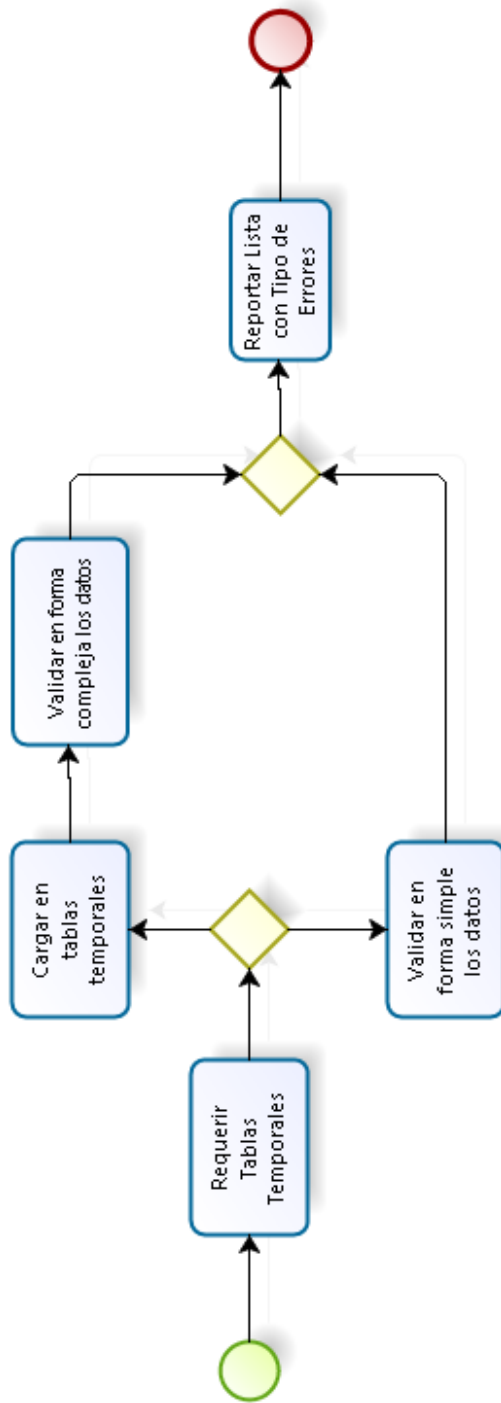 Requerir
Tablas
Temporales
Cargar en
tablas
temporales
Validar en forma
compleja los datos
Validar en
forma simple
los datos
Reportar Lista
con Tipo de
Errores